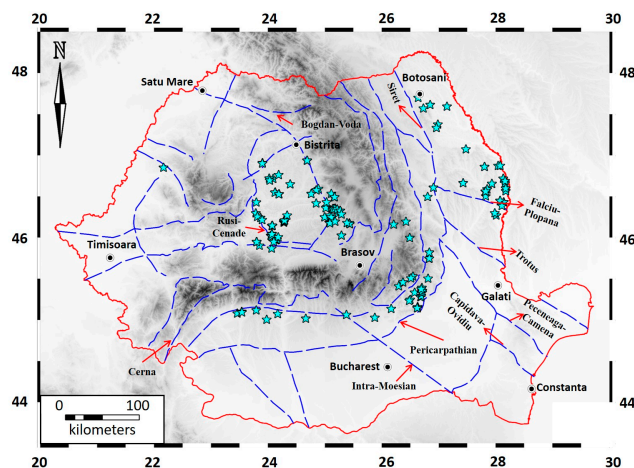 20 22 24 26 28 30
N
48
Satu Mare
Botosani
Siret
Bogdan-Voda
Bistrita
48
46
Rusi-
Cenade
Falciu-
Plopana
Timisoara
Brasov
Trotus
Galati
Capidava-
Ovidiu
Peceneaga-
Camena
46
Cerna
Pericarpathian
Bucharest
Intra-Moesian
Constanta
44
0 100
kilometers
44
20 22 24 26 28 30